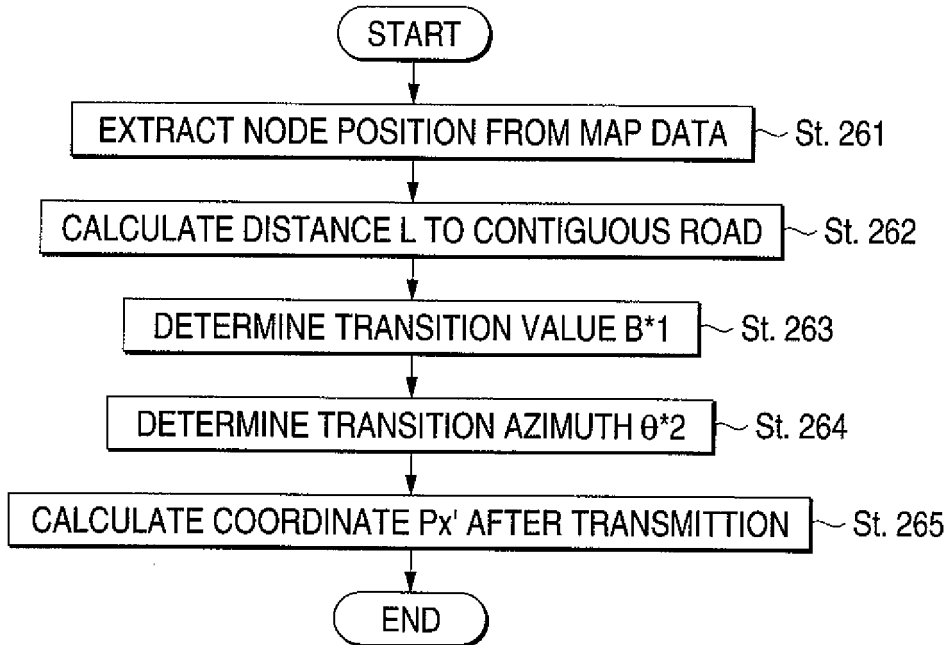 START
EXTRACT NODE POSITION FROM MAP DATA
St. 261
CALCULATE DISTANCE L TO CONTIGUOUS ROAD
St. 262
DETERMINE TRANSITION VALUE B*1
St. 263
DETERMINE TRANSITION AZIMUTH θ*2
St. 264
CALCULATE COORDINATE Px' AFTER TRANSMITTION
St. 265
END